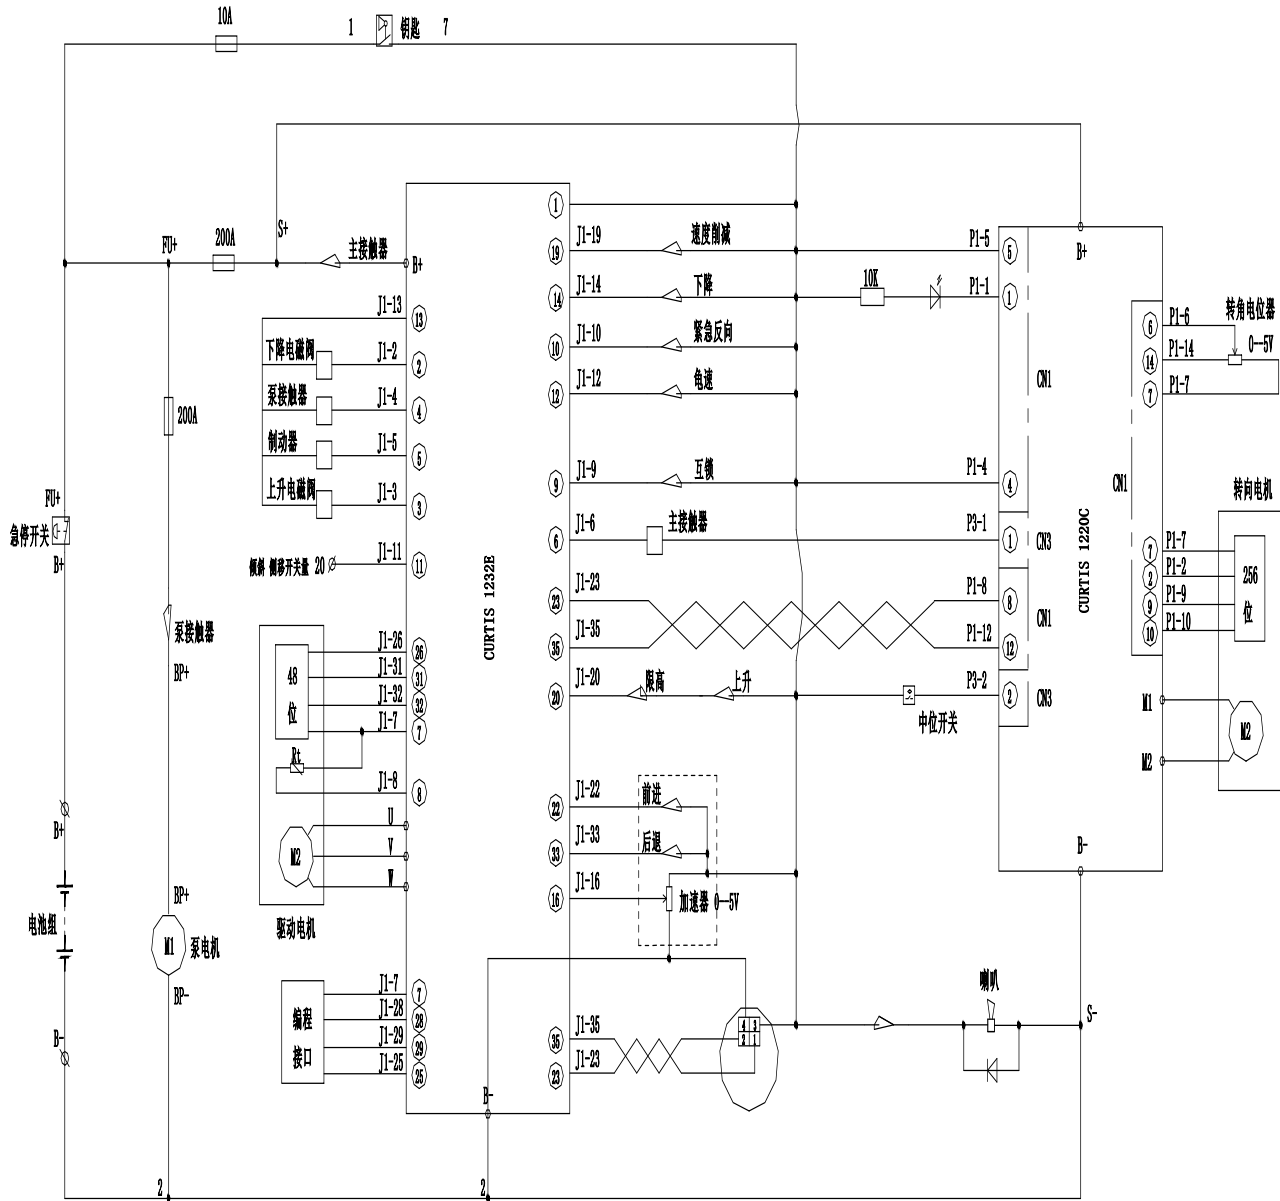 10A
1
钥匙
7
S+
FU+
200A
主接触器
B+
1
J1-19
速度削减
P1-5
19
5
B+
J1-13
13
J1-14
下降
10K
P1-1
14
1
下降电磁阀
J1-2
2
J1-10
紧急反向
10
P1-6
6
转角电位器
0--5V
P1-14
14
泵接触器
J1-4
4
J1-12
龟速
12
CN1
P1-7
7
200A
制动器
J1-5
5
上升电磁阀
J1-3
3
J1-9
互锁
P1-4
9
4
CN1
转向电机
FU+
急停开关
B+
J1-6
主接触器
P3-1
6
1
CN3
CURTIS 1220C
倾斜 侧移开关量 20
J1-11
11
CURTIS 1232E
P1-7
7
P1-2
2
P1-9
9
P1-10
10
256
位
J1-23
23
P1-8
8
CN1
J1-35
35
P1-12
12
泵接触器
BP+
J1-26
26
J1-31
31
J1-32
32
J1-7
7
48
位
Rt
J1-8
8
J1-20
20
限高
上升
中位开关
P3-2
2
CN3
M1
M2
M2
U
V
W
M2
驱动电机
J1-22
22
前进
J1-33
33
后退
J1-16
16
加速器 0--5V
B-
B+
电池组
B-
BP+
M1
泵电机
BP-
编程
接口
J1-7
7
J1-28
28
J1-29
29
J1-25
25
J1-35
35
J1-23
23
4
3
2
1
喇叭
S-
B-
2
2